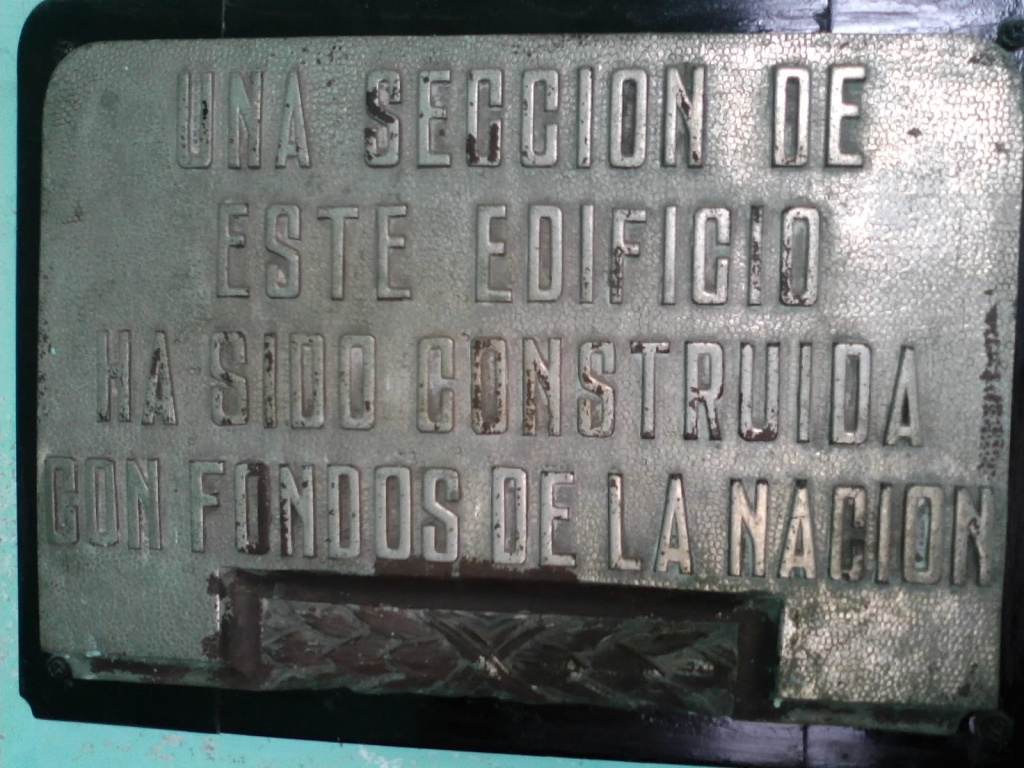 UNA SECCION DE
ESTE EDIFICIO
HA SIDO CONSTRUIDA
CON FONDOS DE LA NACION